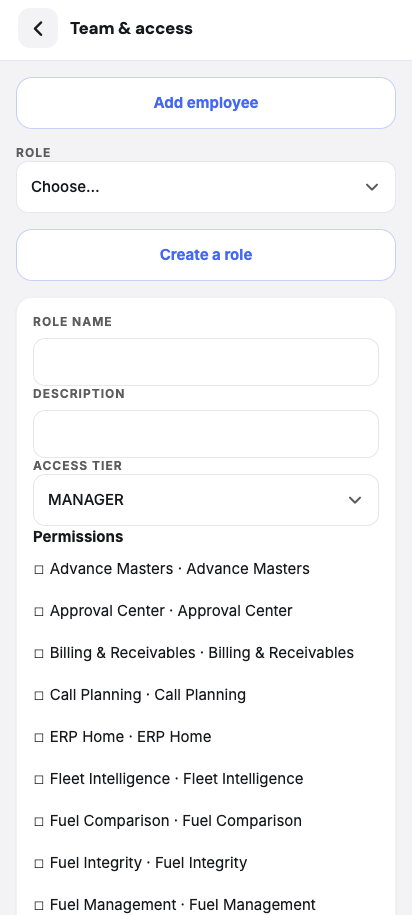 Team & access
Add employee
ROLE
Choose...
Create a role
ROLE NAME
DESCRIPTION
ACCESS TIER
MANAGER
Permissions
□ Advance Masters · Advance Masters
□ Approval Center · Approval Center
□ Billing & Receivables · Billing & Receivables
□ Call Planning · Call Planning
□ ERP Home · ERP Home
□ Fleet Intelligence · Fleet Intelligence
□ Fuel Comparison · Fuel Comparison
□ Fuel Integrity · Fuel Integrity
□ Fuel Management · Fuel Management